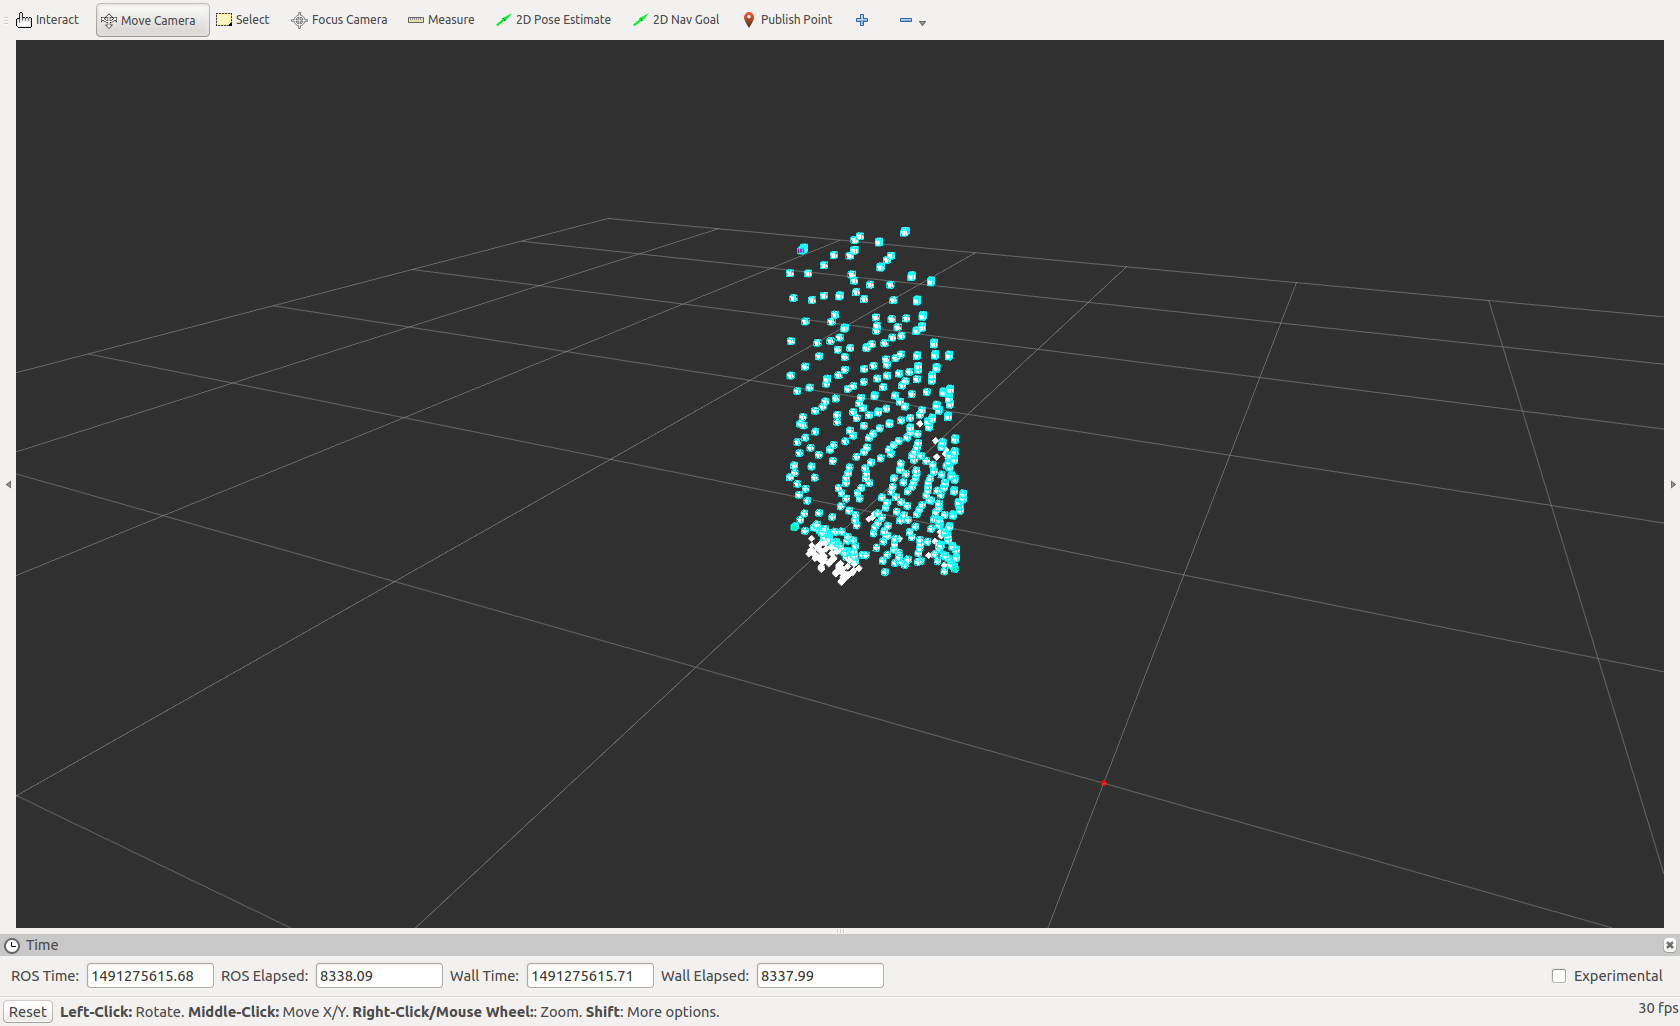 Interact Move Camera Select Focus Camera Measure 2D Pose Estimate 2D Nav Goal Publish Point
Time
ROS Time: 1491275615.68 ROS Elapsed: 8338.09 Wall Time: 1491275615.71 Wall Elapsed: 8337.99 Experimental
Reset Left-Click: Rotate. Middle-Click: Move X/Y. Right-Click/Mouse Wheel:: Zoom. Shift: More options. 30 fps